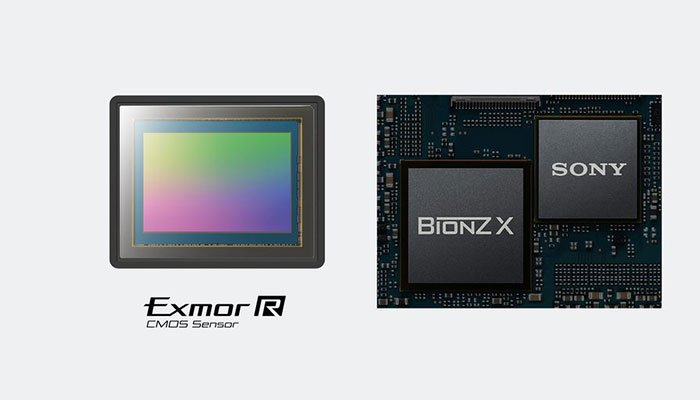 Exmor R
CMOS Sensor
BIONZ X
SONY